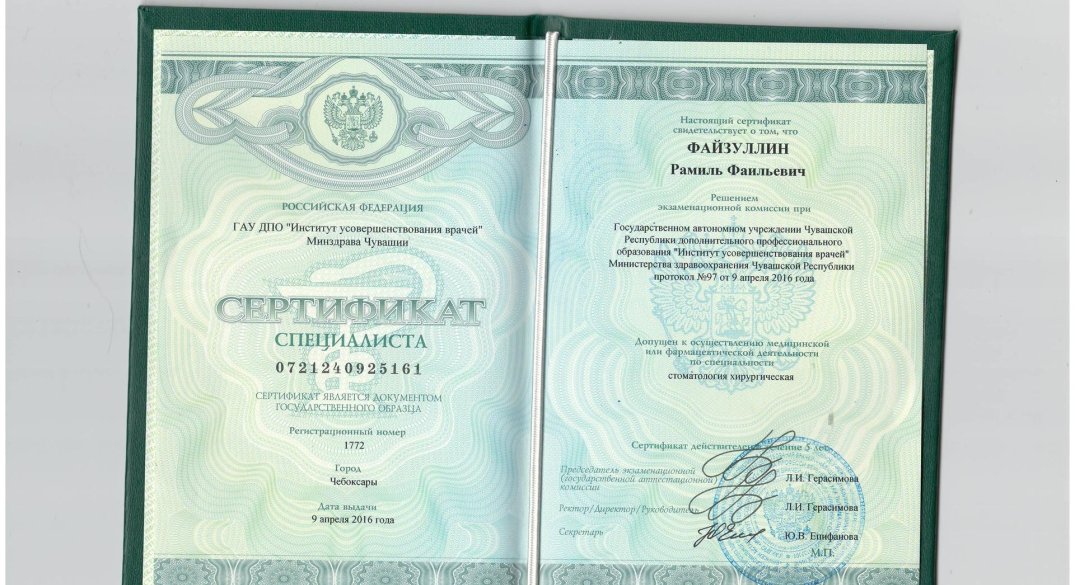 РОССИЙСКАЯ ФЕДЕРАЦИЯ
ГАУ ДПО "Институт усовершенствования врачей"
Минздрава Чувашии
СЕРТИФИКАТ
СПЕЦИАЛИСТА
0721240925161
СЕРТИФИКАТ ЯВЛЯЕТСЯ ДОКУМЕНТОМ
ГОСУДАРСТВЕННОГО ОБРАЗЦА
Регистрационный номер
1772
Город
Чебоксары
Дата выдачи
9 апреля 2016 года
Настоящий сертификат
свидетельствует о том, что
ФАЙЗУЛЛИН
Рамиль Фаильевич
Решением
экзаменационной комиссии при
Государственном автономном учреждении Чувашской
Республики дополнительного профессионального
образования "Институт усовершенствования врачей"
Министерства здравоохранения Чувашской Республики
протокол №97 от 9 апреля 2016 года
Допущен к осуществлению медицинской
или фармацевтической деятельности
по специальности
стоматология хирургическая
Сертификат действителен в течение 5 лет
Председатель экзаменационной
(государственной аттестационной)
комиссии
Л.И. Герасимова
Ректор/Директор/Руководитель
Л.И. Герасимова
Секретарь
Ю.В. Епифанова
М.П.